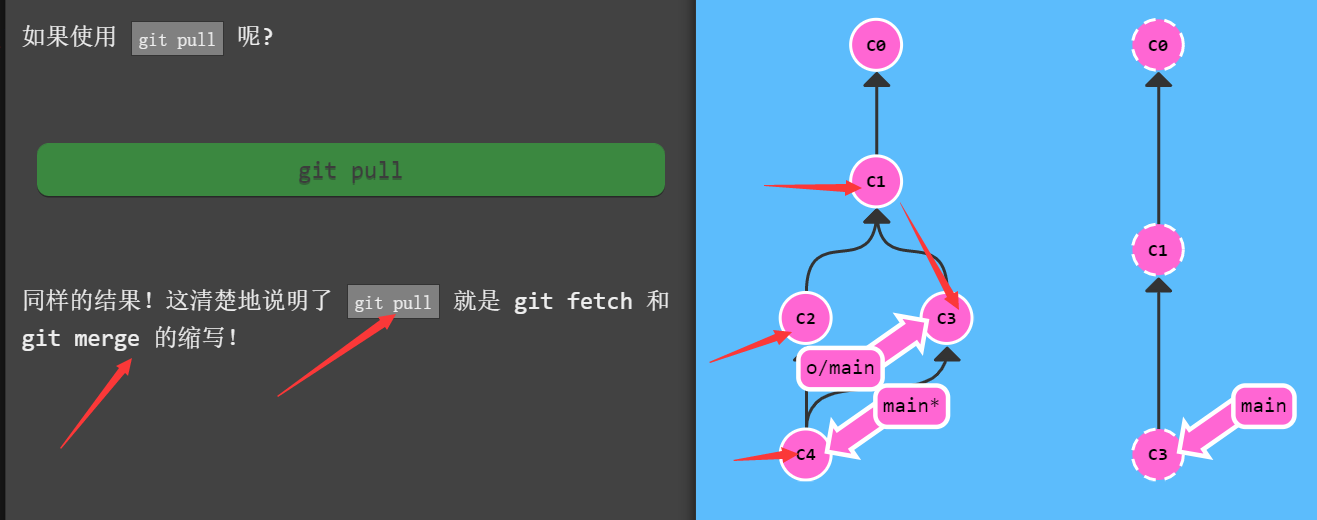 如果使用 git pull 呢?
git pull
同样的结果！这清楚地说明了 git pull 就是 git fetch 和
git merge 的缩写！
C0
C0
C1
C1
C2
C3
o/main
main*
main
C4
C3